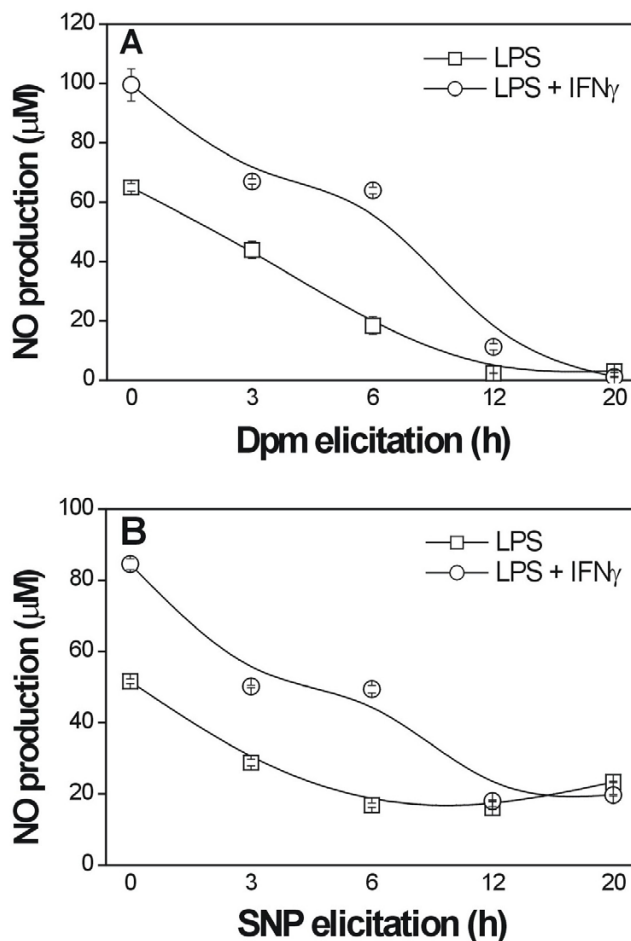 A
LPS
LPS + IFNγ
NO production (μM)
120
100
80
60
40
20
0
0 3 6 12 20
Dpm elicitation (h)
B
LPS
LPS + IFNγ
NO production (μM)
100
80
60
40
20
0
0 3 6 12 20
SNP elicitation (h)